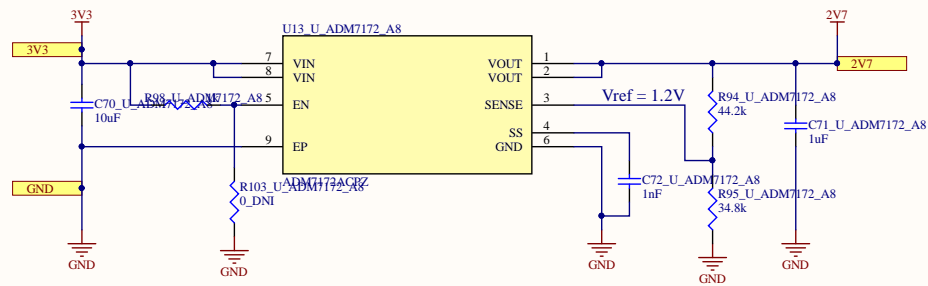 3V3
2V7
U13_U_ADM7172_A8
3V3
2V7
7 VIN
8 VIN
5 EN
9 EP
VOUT 1
VOUT 2
SENSE 3
SS 4
GND 6
Vref = 1.2V
R98_U_ADM7172_A8
C70_U_ADM7172_A8
10uF
R94_U_ADM7172_A8
44.2k
C71_U_ADM7172_A8
1uF
ADM7172ACPZ
GND
R103_U_ADM7172_A8
0_DNI
C72_U_ADM7172_A8
1nF
R95_U_ADM7172_A8
34.8k
GND
GND
GND
GND
GND